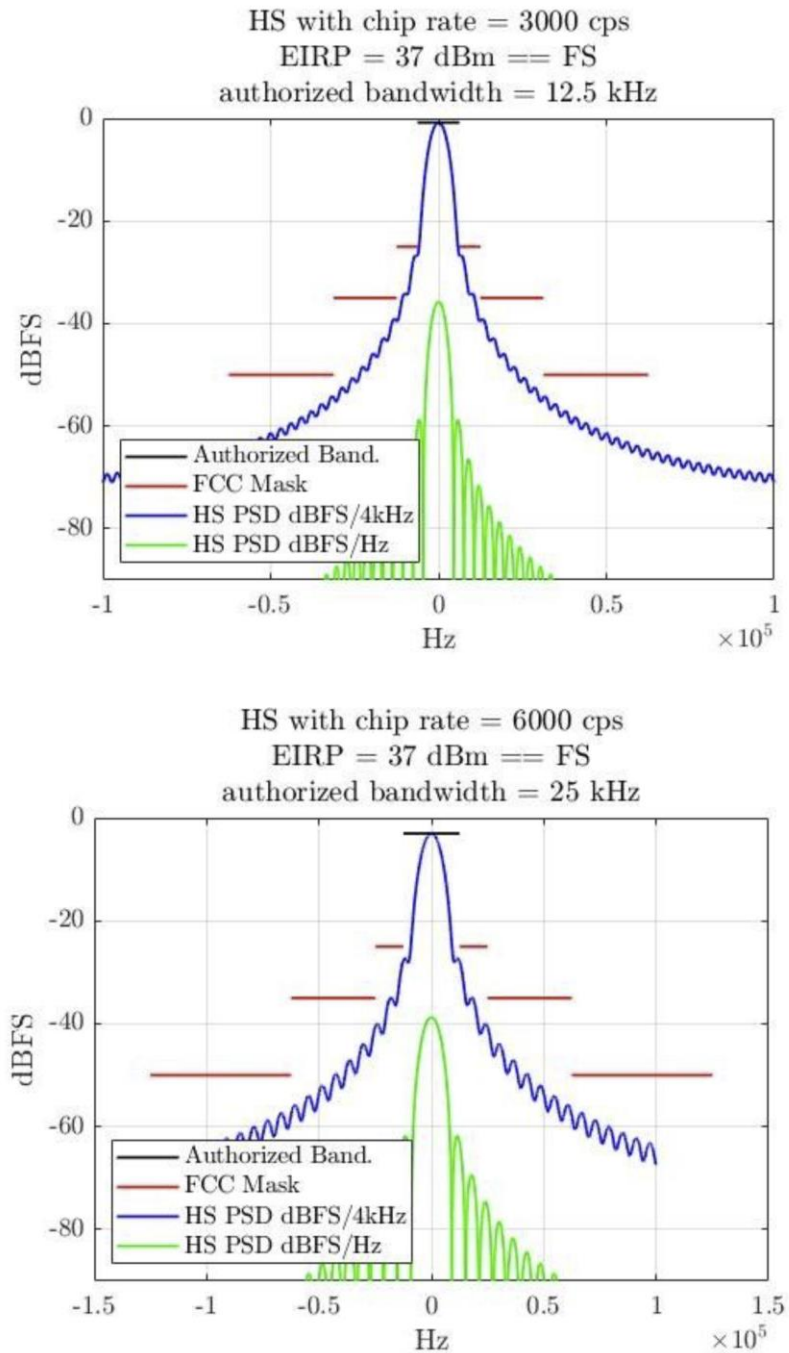 HS with chip rate = 3000 cps
EIRP = 37 dBm == FS
authorized bandwidth = 12.5 kHz
0
-20
-40
-60
-80
dBFS
Authorized Band.
FCC Mask
HS PSD dBFS/4kHz
HS PSD dBFS/Hz
-1 -0.5 0 0.5 1
Hz
×10⁵
HS with chip rate = 6000 cps
EIRP = 37 dBm == FS
authorized bandwidth = 25 kHz
0
-20
-40
-60
-80
dBFS
Authorized Band.
FCC Mask
HS PSD dBFS/4kHz
HS PSD dBFS/Hz
-1.5 -1 -0.5 0 0.5 1 1.5
Hz
×10⁵